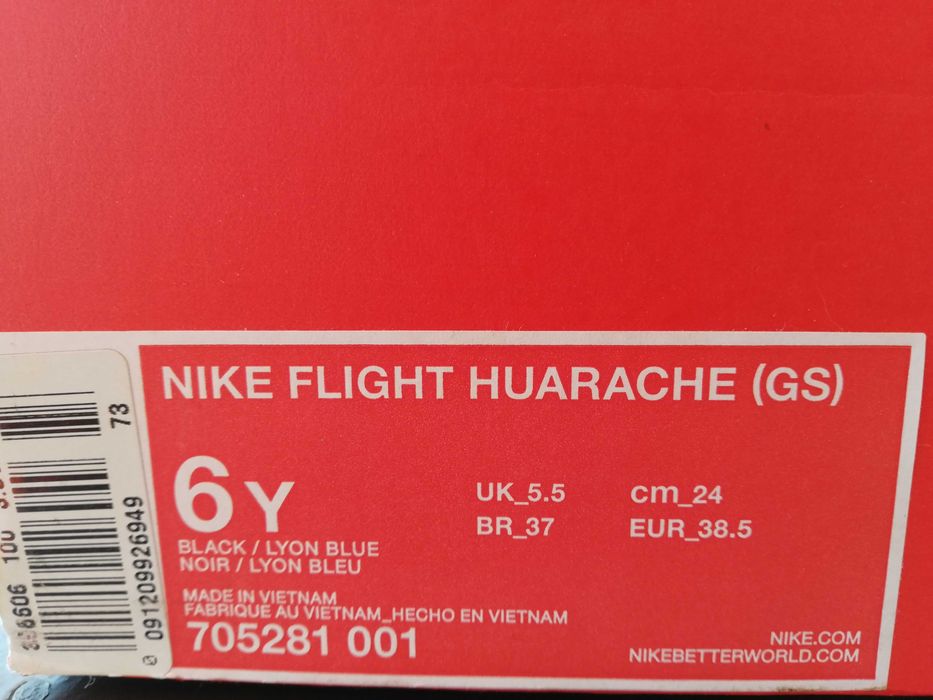 NIKE FLIGHT HUARACHE (GS)
6Y
UK_5.5 cm_24
BR_37 EUR_38.5
BLACK / LYON BLUE
NOIR / LYON BLEU
MADE IN VIETNAM
FABRIQUE AU VIETNAM_HECHO EN VIETNAM
705281 001
NIKE.COM
NIKEBETTERWORLD.COM
73
100
091209926949